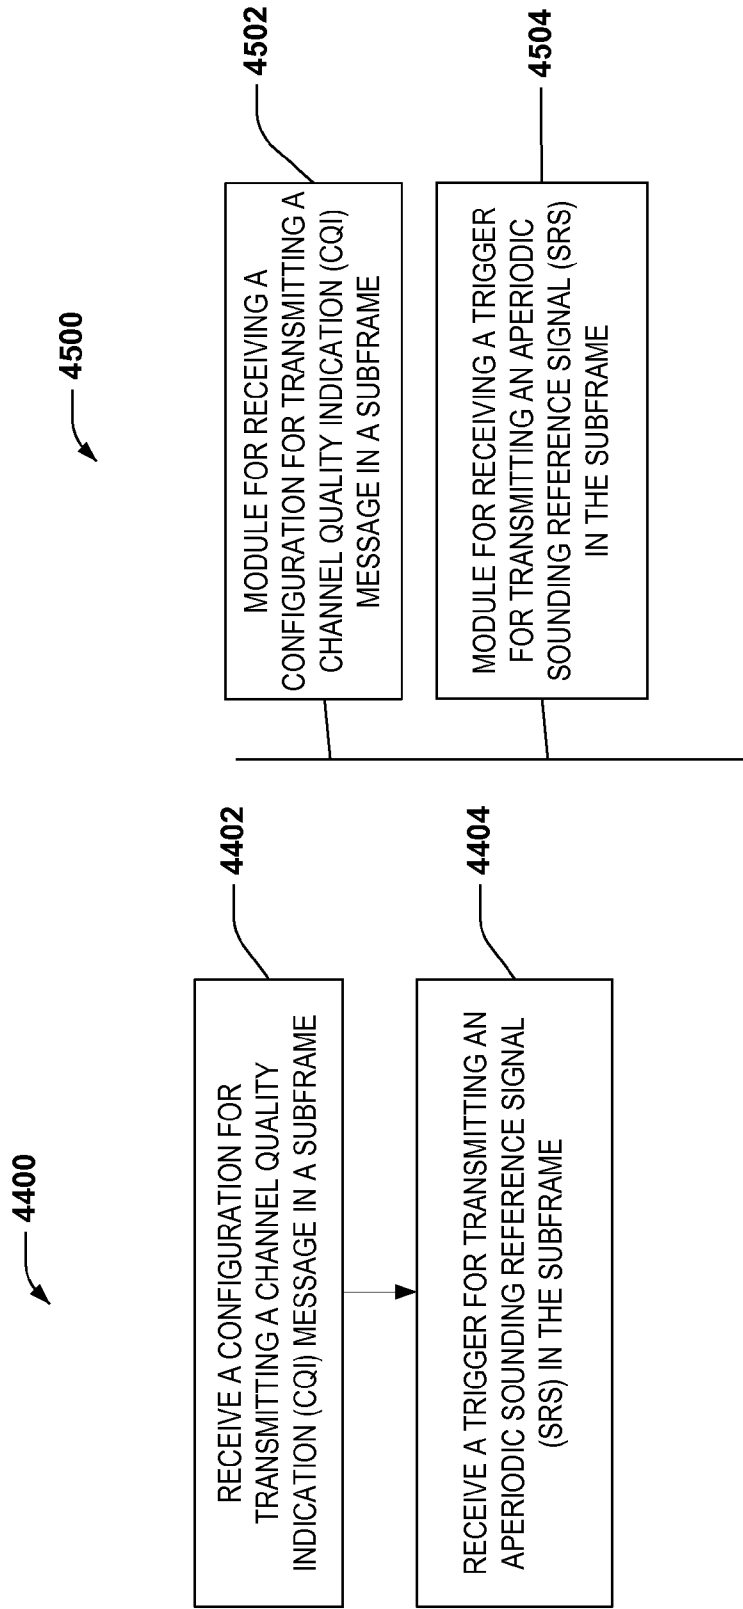 4400
RECEIVE A CONFIGURATION FOR
TRANSMITTING A CHANNEL QUALITY
INDICATION (CQI) MESSAGE IN A SUBFRAME
4402
RECEIVE A TRIGGER FOR TRANSMITTING AN
APERIODIC SOUNDING REFERENCE SIGNAL
(SRS) IN THE SUBFRAME
4404
4500
MODULE FOR RECEIVING A
CONFIGURATION FOR TRANSMITTING A
CHANNEL QUALITY INDICATION (CQI)
MESSAGE IN A SUBFRAME
4502
MODULE FOR RECEIVING A TRIGGER
FOR TRANSMITTING AN APERIODIC
SOUNDING REFERENCE SIGNAL (SRS)
IN THE SUBFRAME
4504